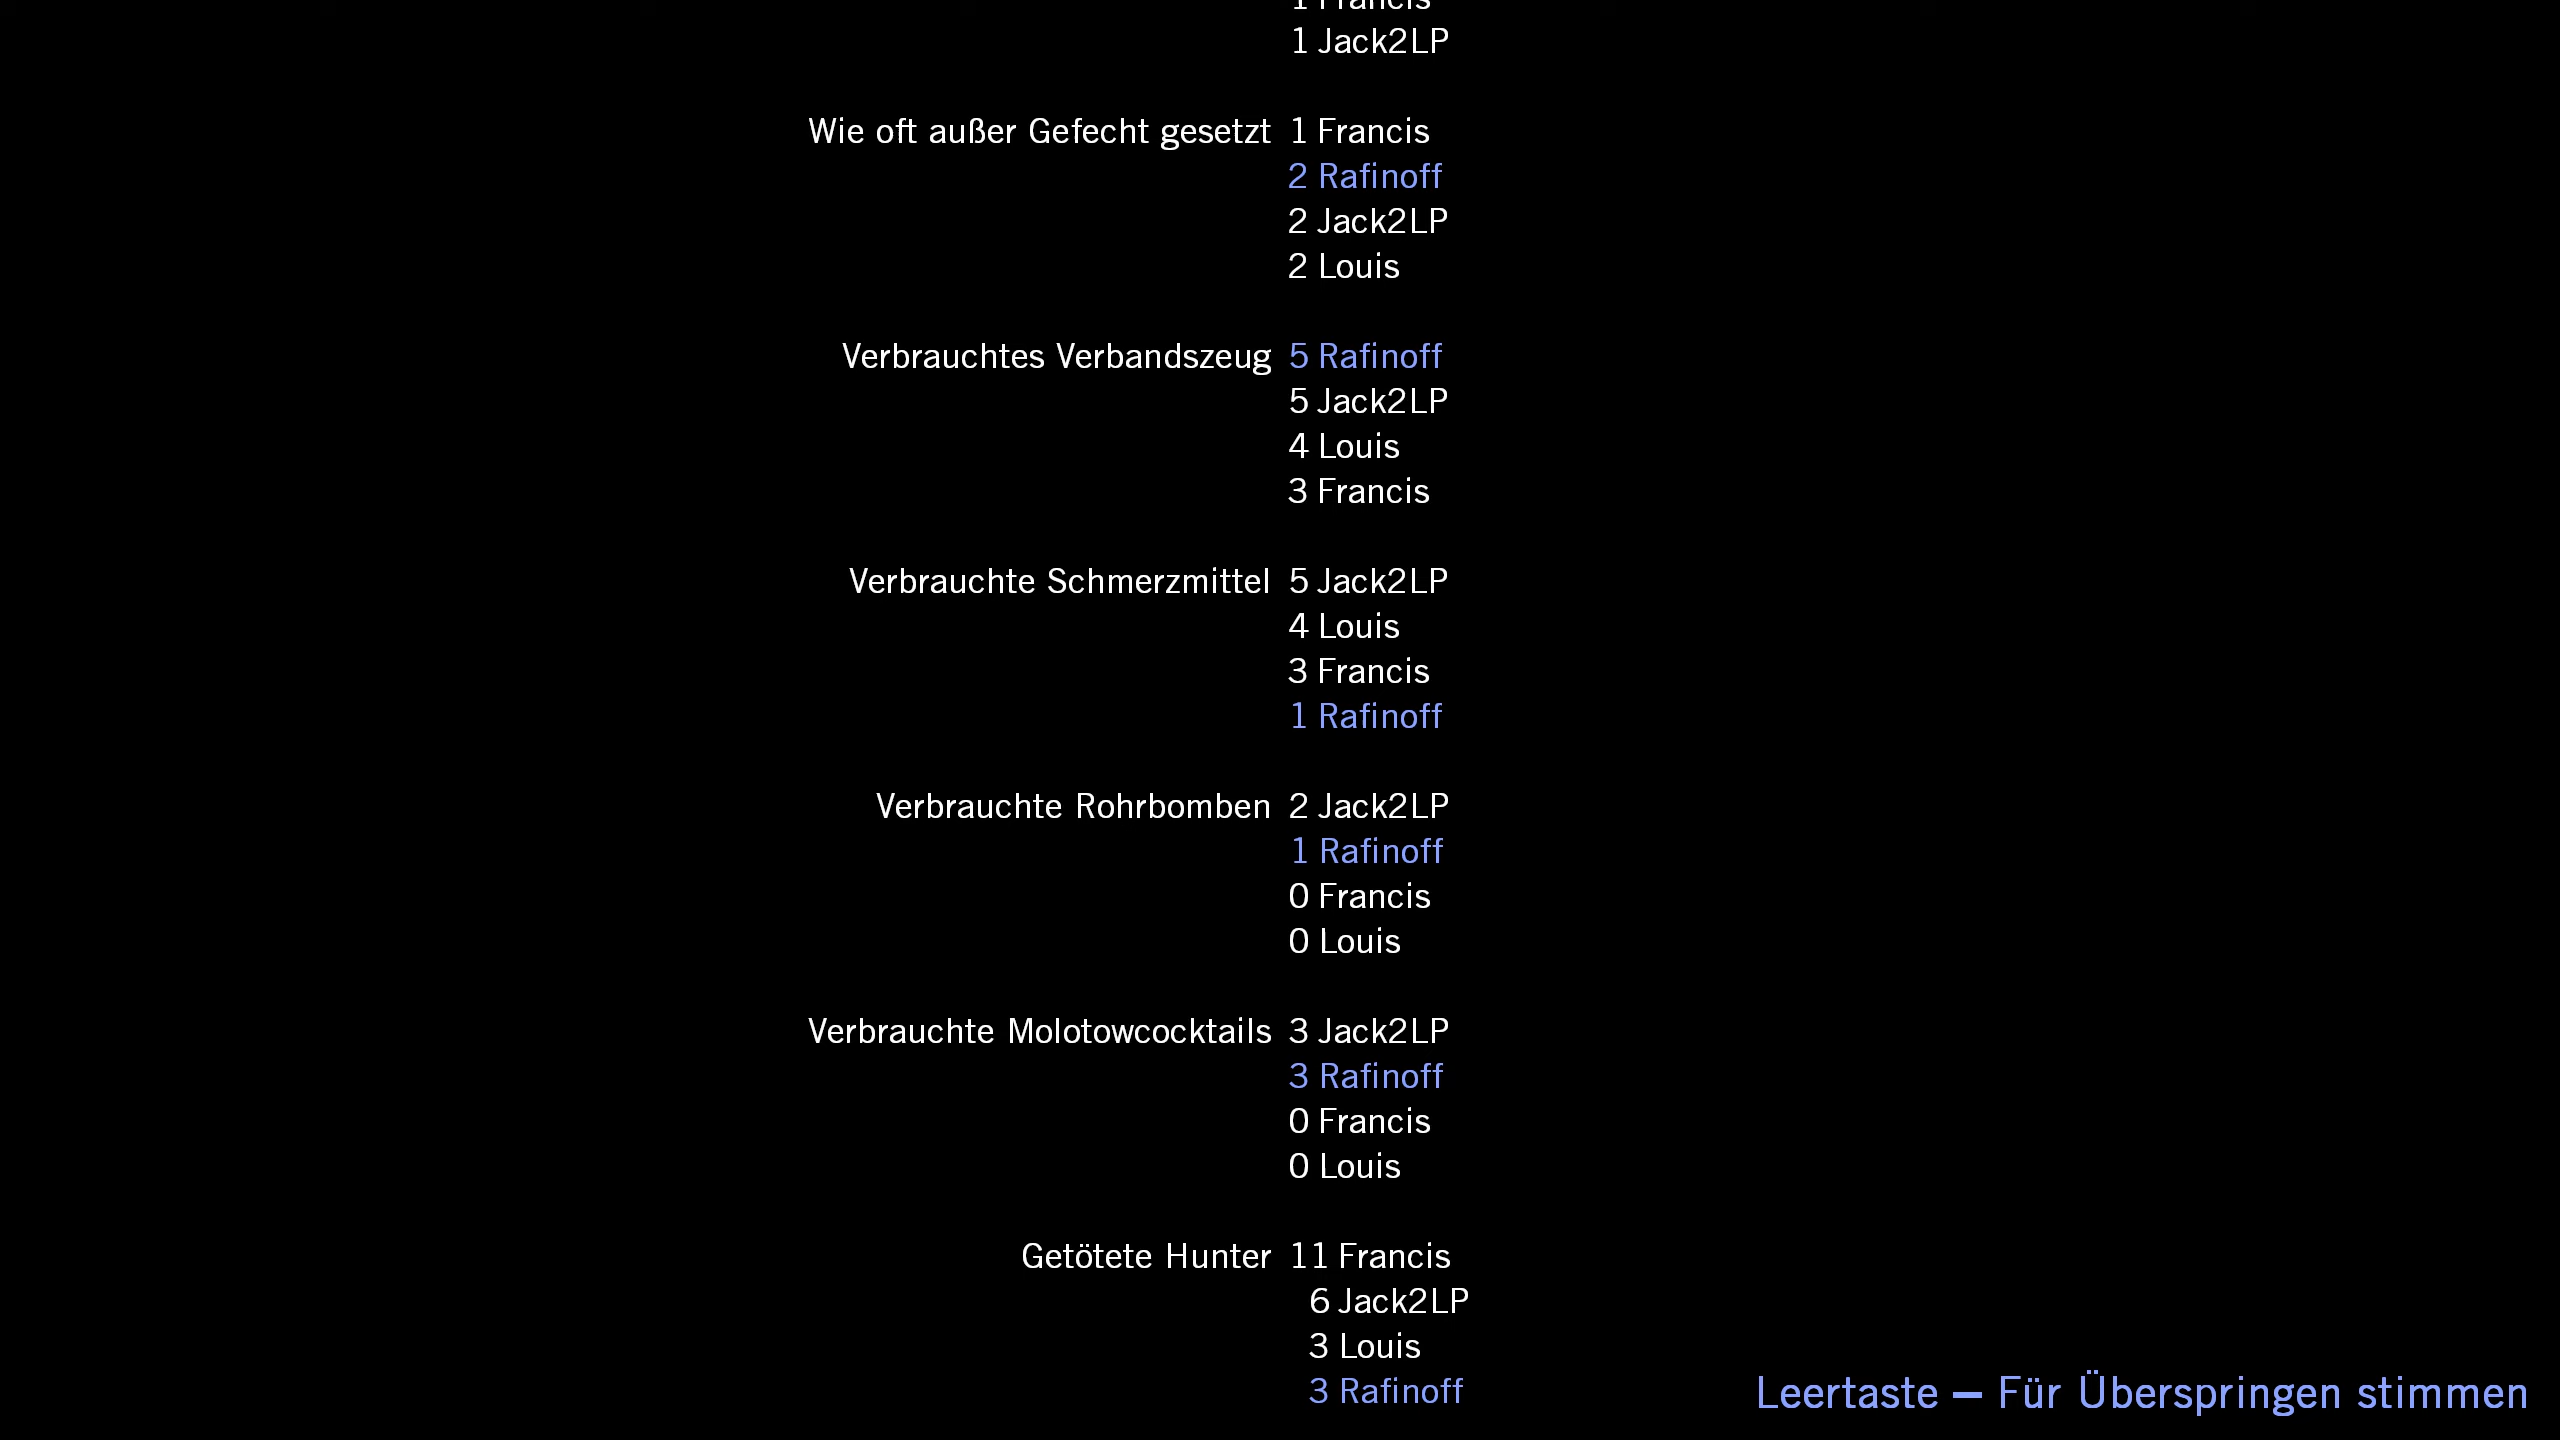 1 Francis
1 Jack2LP
Wie oft außer Gefecht gesetzt 1 Francis
2 Rafinoff
2 Jack2LP
2 Louis
Verbrauchtes Verbandszeug 5 Rafinoff
5 Jack2LP
4 Louis
3 Francis
Verbrauchte Schmerzmittel 5 Jack2LP
4 Louis
3 Francis
1 Rafinoff
Verbrauchte Rohrbomben 2 Jack2LP
1 Rafinoff
0 Francis
0 Louis
Verbrauchte Molotowcocktails 3 Jack2LP
3 Rafinoff
0 Francis
0 Louis
Getötete Hunter 11 Francis
6 Jack2LP
3 Louis
3 Rafinoff
Leertaste – Für Überspringen stimmen